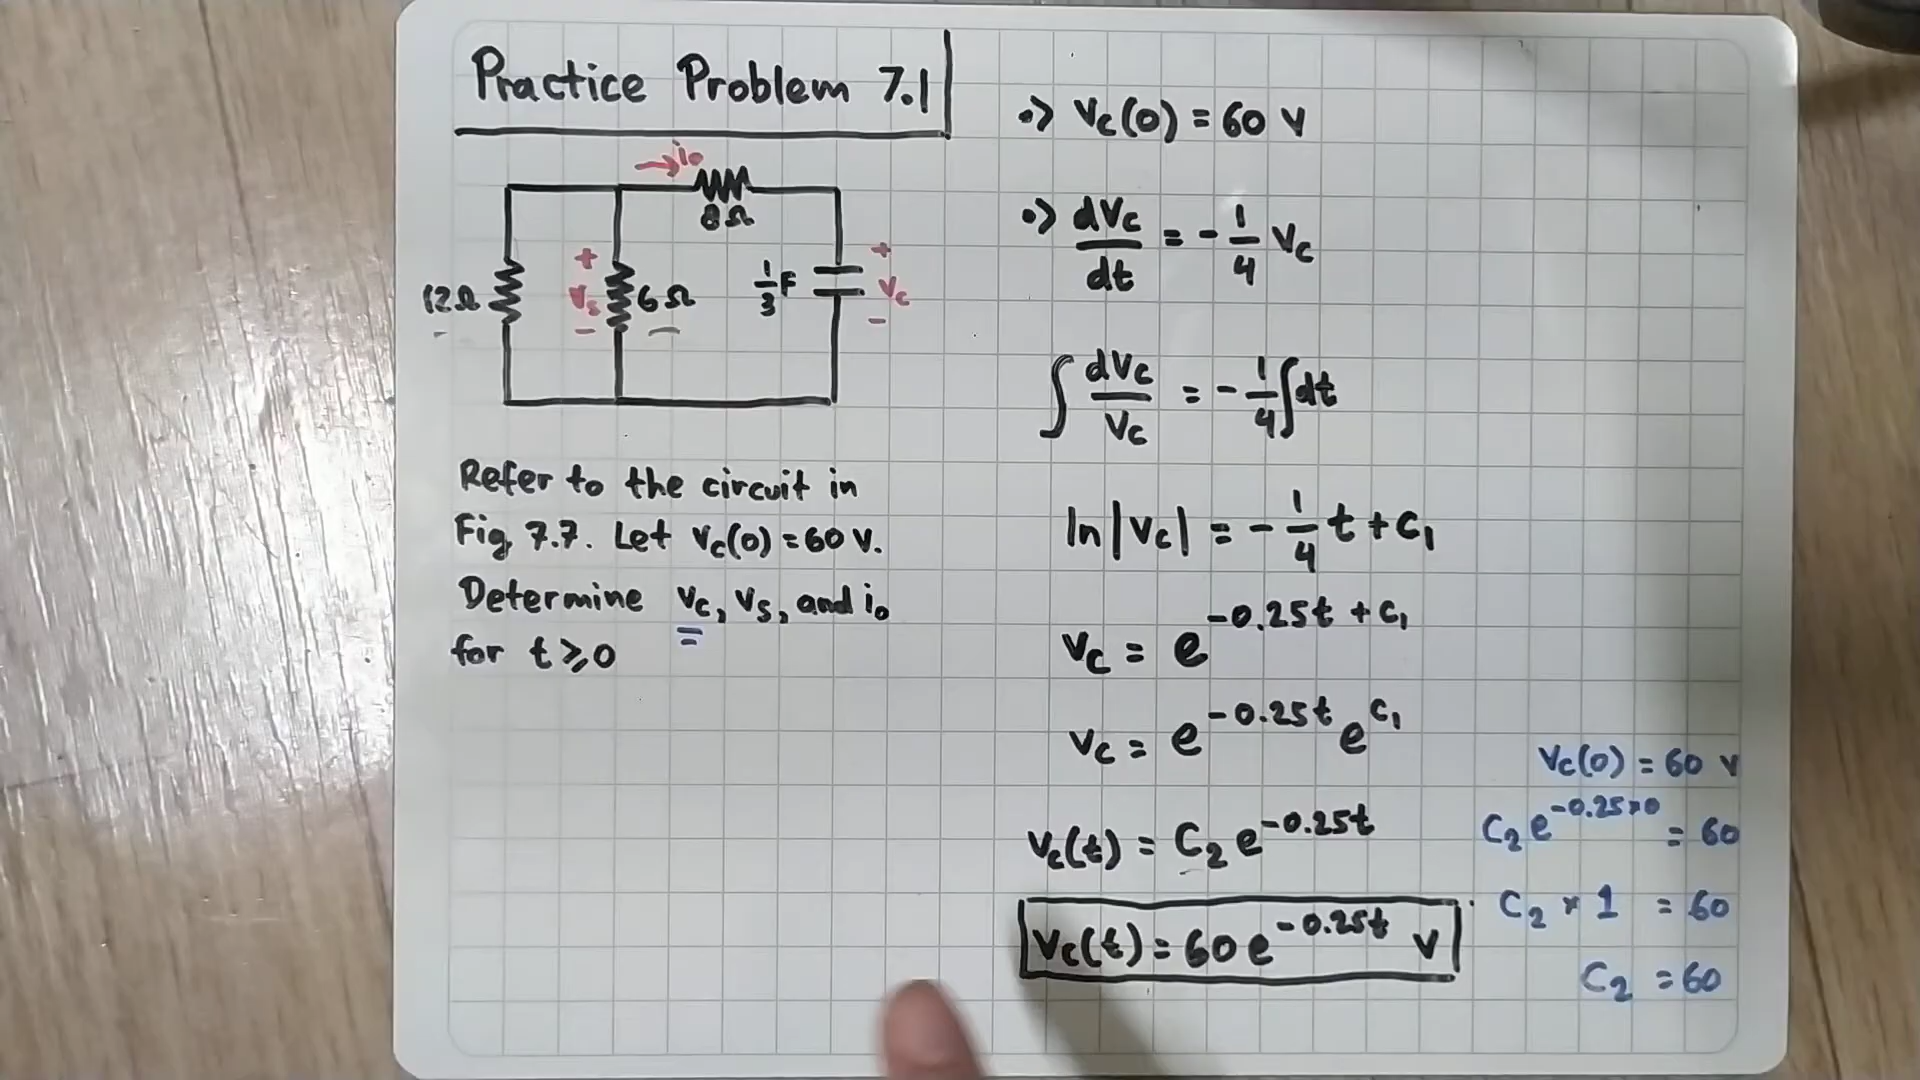 Practice Problem 7.1
i₀
8Ω
12Ω
+
Vs
-
6Ω
1/3 F
+
Vc
-
Refer to the circuit in
Fig. 7.7. Let Vc(0) = 60 V.
Determine Vc, Vs, and i₀
for t ⩾ 0
•> Vc(0) = 60 V
•> dVc/dt = - 1/4 Vc
∫ dVc/Vc = - 1/4 ∫ dt
ln|Vc| = - 1/4 t + C₁
Vc = e^(-0.25t + C₁)
Vc = e^(-0.25t) e^(C₁)
Vc(t) = C₂ e^(-0.25t)
Vc(t) = 60 e^(-0.25t) V
Vc(0) = 60 V
C₂ e^(-0.25×0) = 60
C₂ × 1 = 60
C₂ = 60